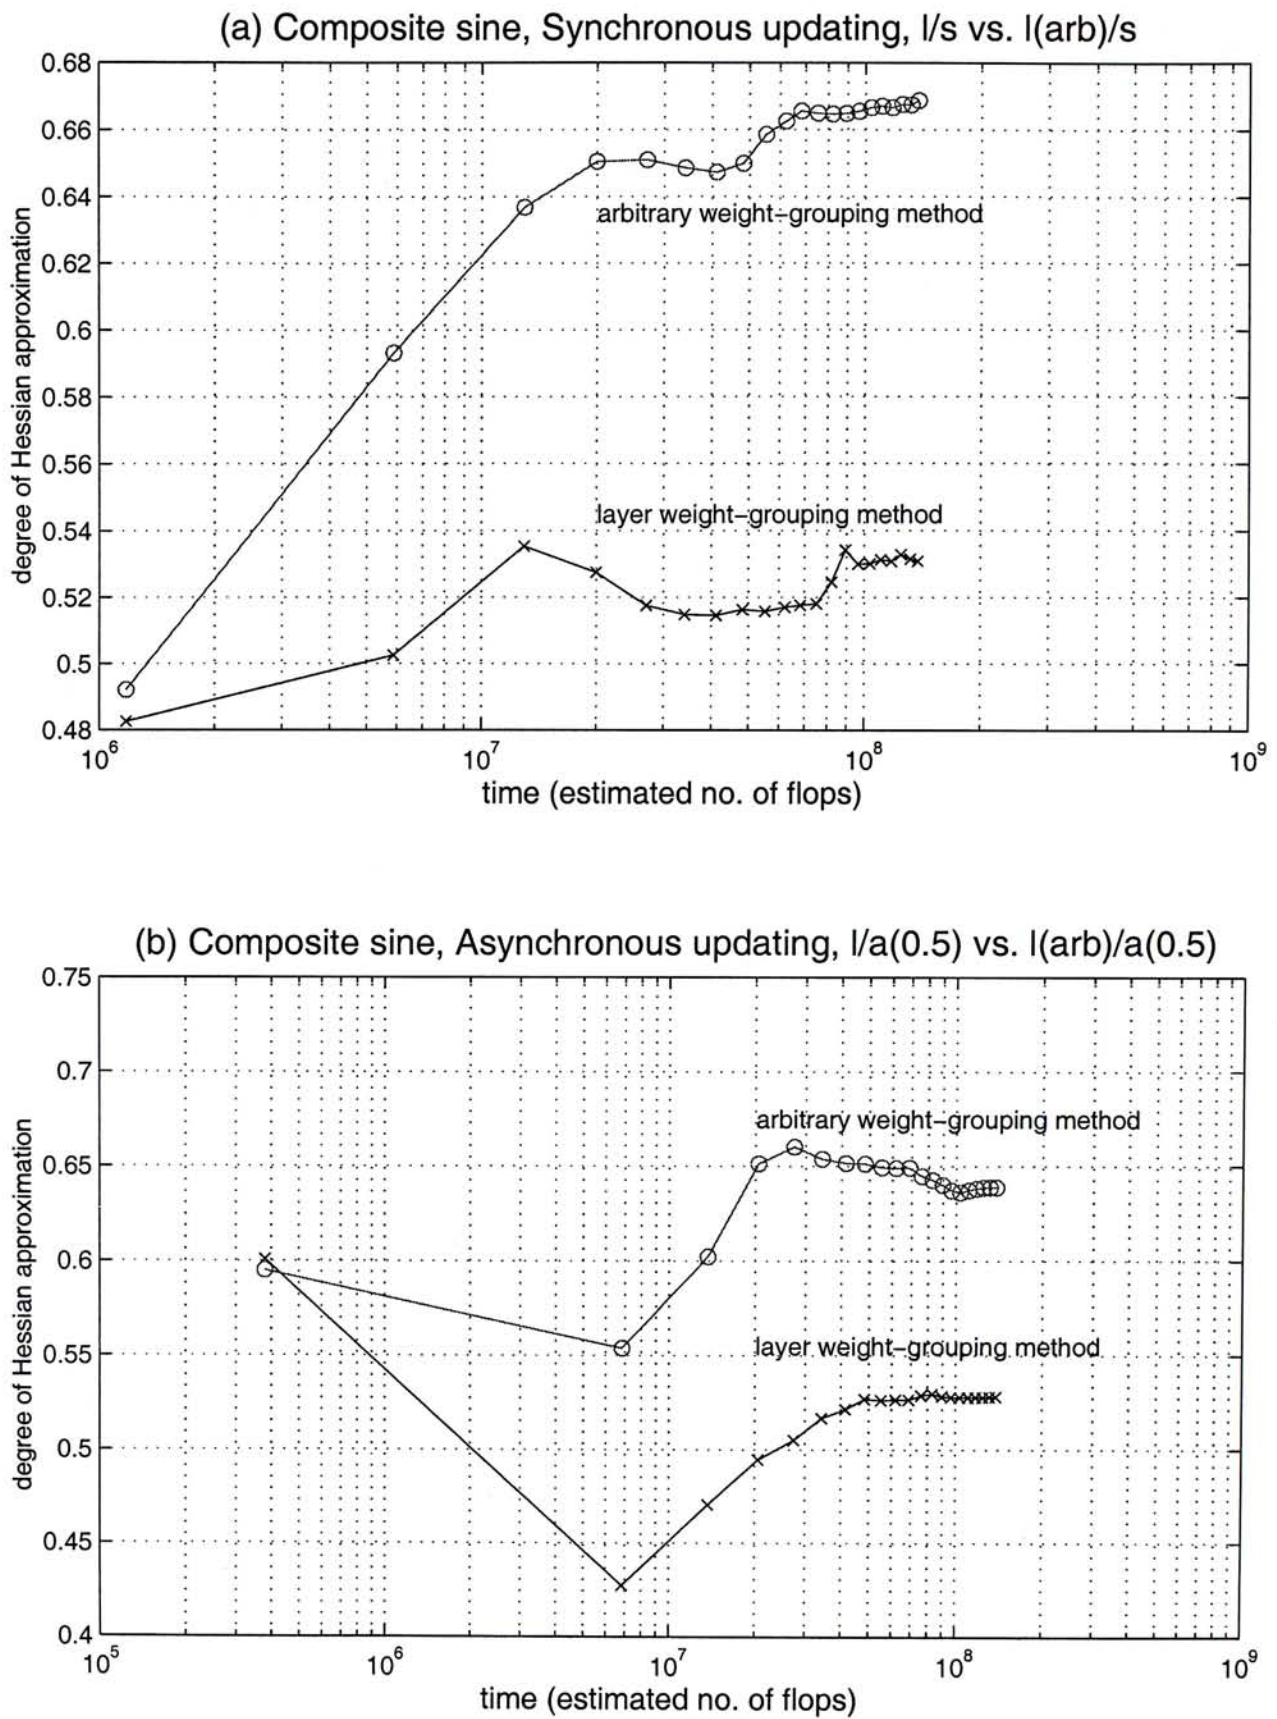 (a) Composite sine, Synchronous updating, l/s vs. l(arb)/s
0.68
0.66
0.64
0.62
0.6
0.58
0.56
0.54
0.52
0.5
0.48
degree of Hessian approximation
arbitrary weight−grouping method
layer weight−grouping method
10^6
10^7
10^8
10^9
time (estimated no. of flops)
(b) Composite sine, Asynchronous updating, l/a(0.5) vs. l(arb)/a(0.5)
0.75
0.7
0.65
0.6
0.55
0.5
0.45
0.4
degree of Hessian approximation
arbitrary weight−grouping method
layer weight−grouping method
10^5
10^6
10^7
10^8
10^9
time (estimated no. of flops)